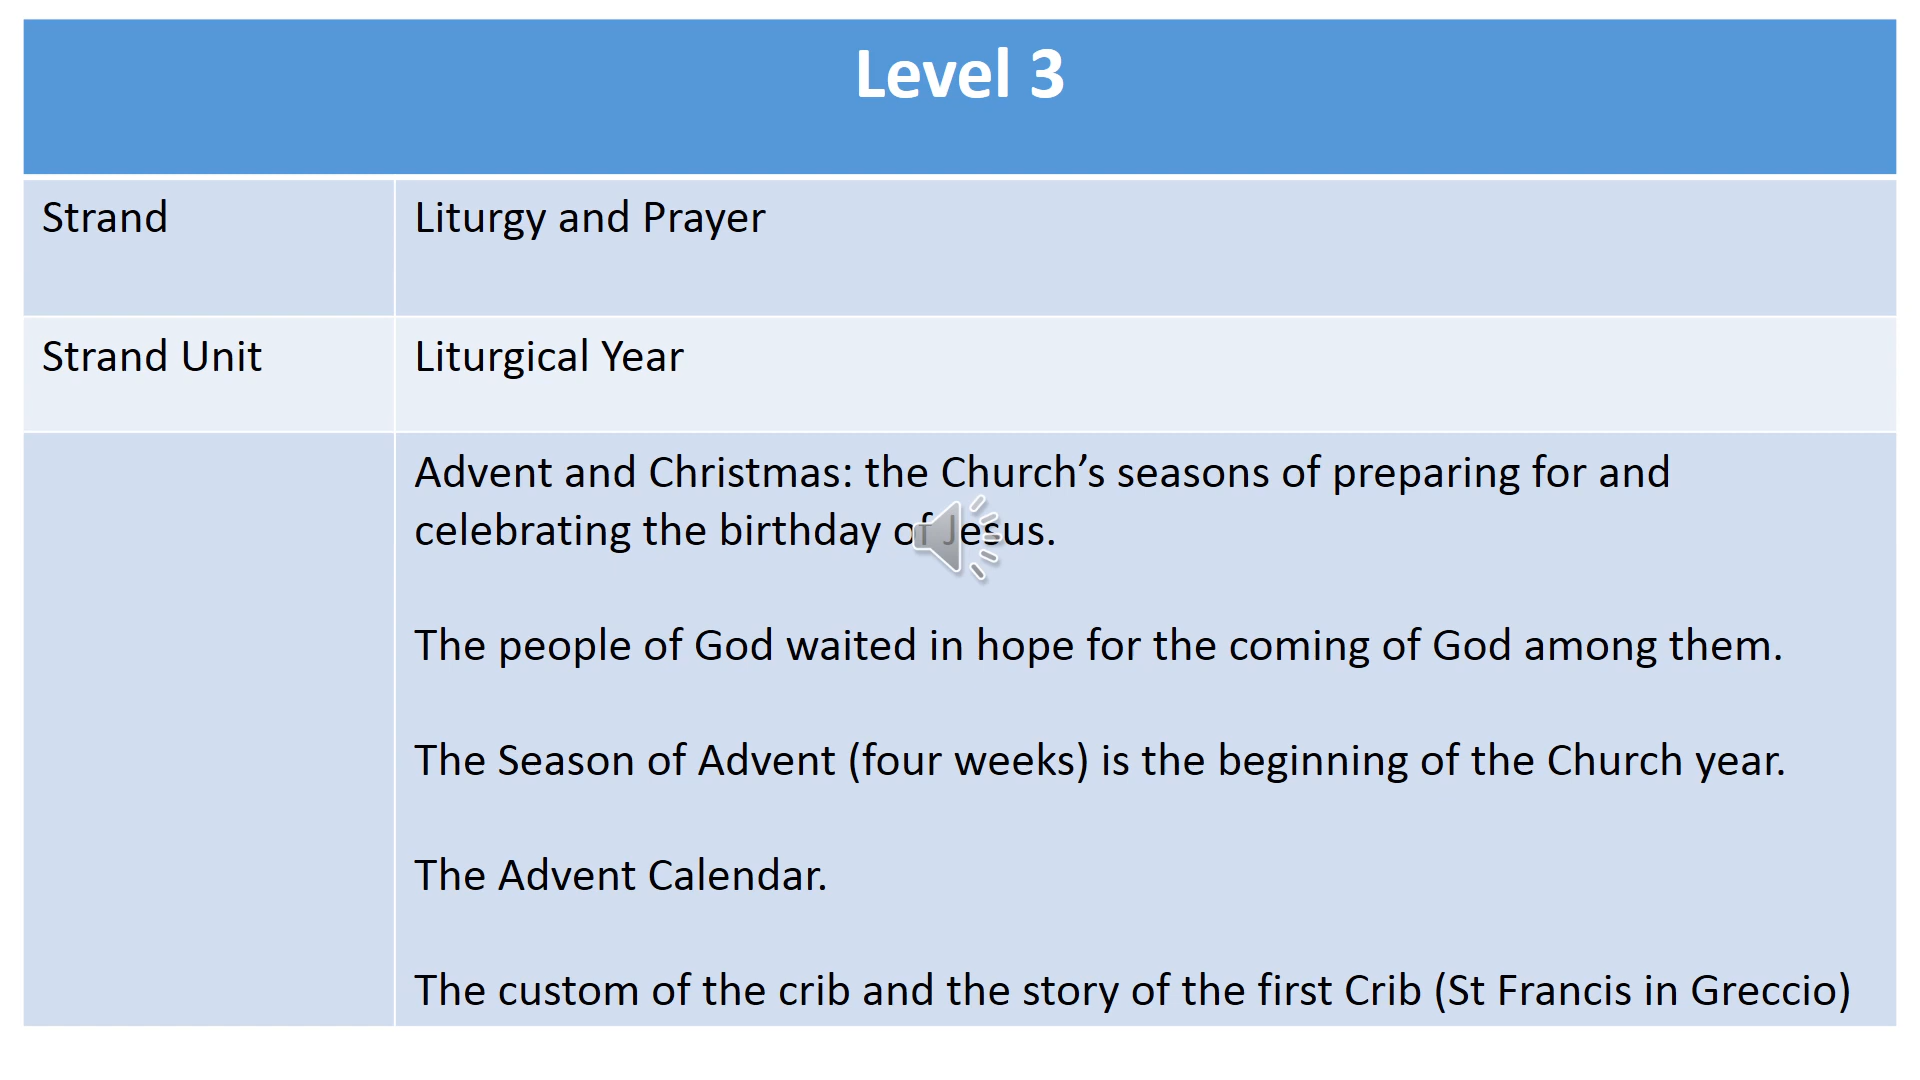 Level 3
Strand
Liturgy and Prayer
Strand Unit
Liturgical Year
Advent and Christmas: the Church’s seasons of preparing for and
celebrating the birthday of Jesus.
The people of God waited in hope for the coming of God among them.
The Season of Advent (four weeks) is the beginning of the Church year.
The Advent Calendar.
The custom of the crib and the story of the first Crib (St Francis in Greccio)